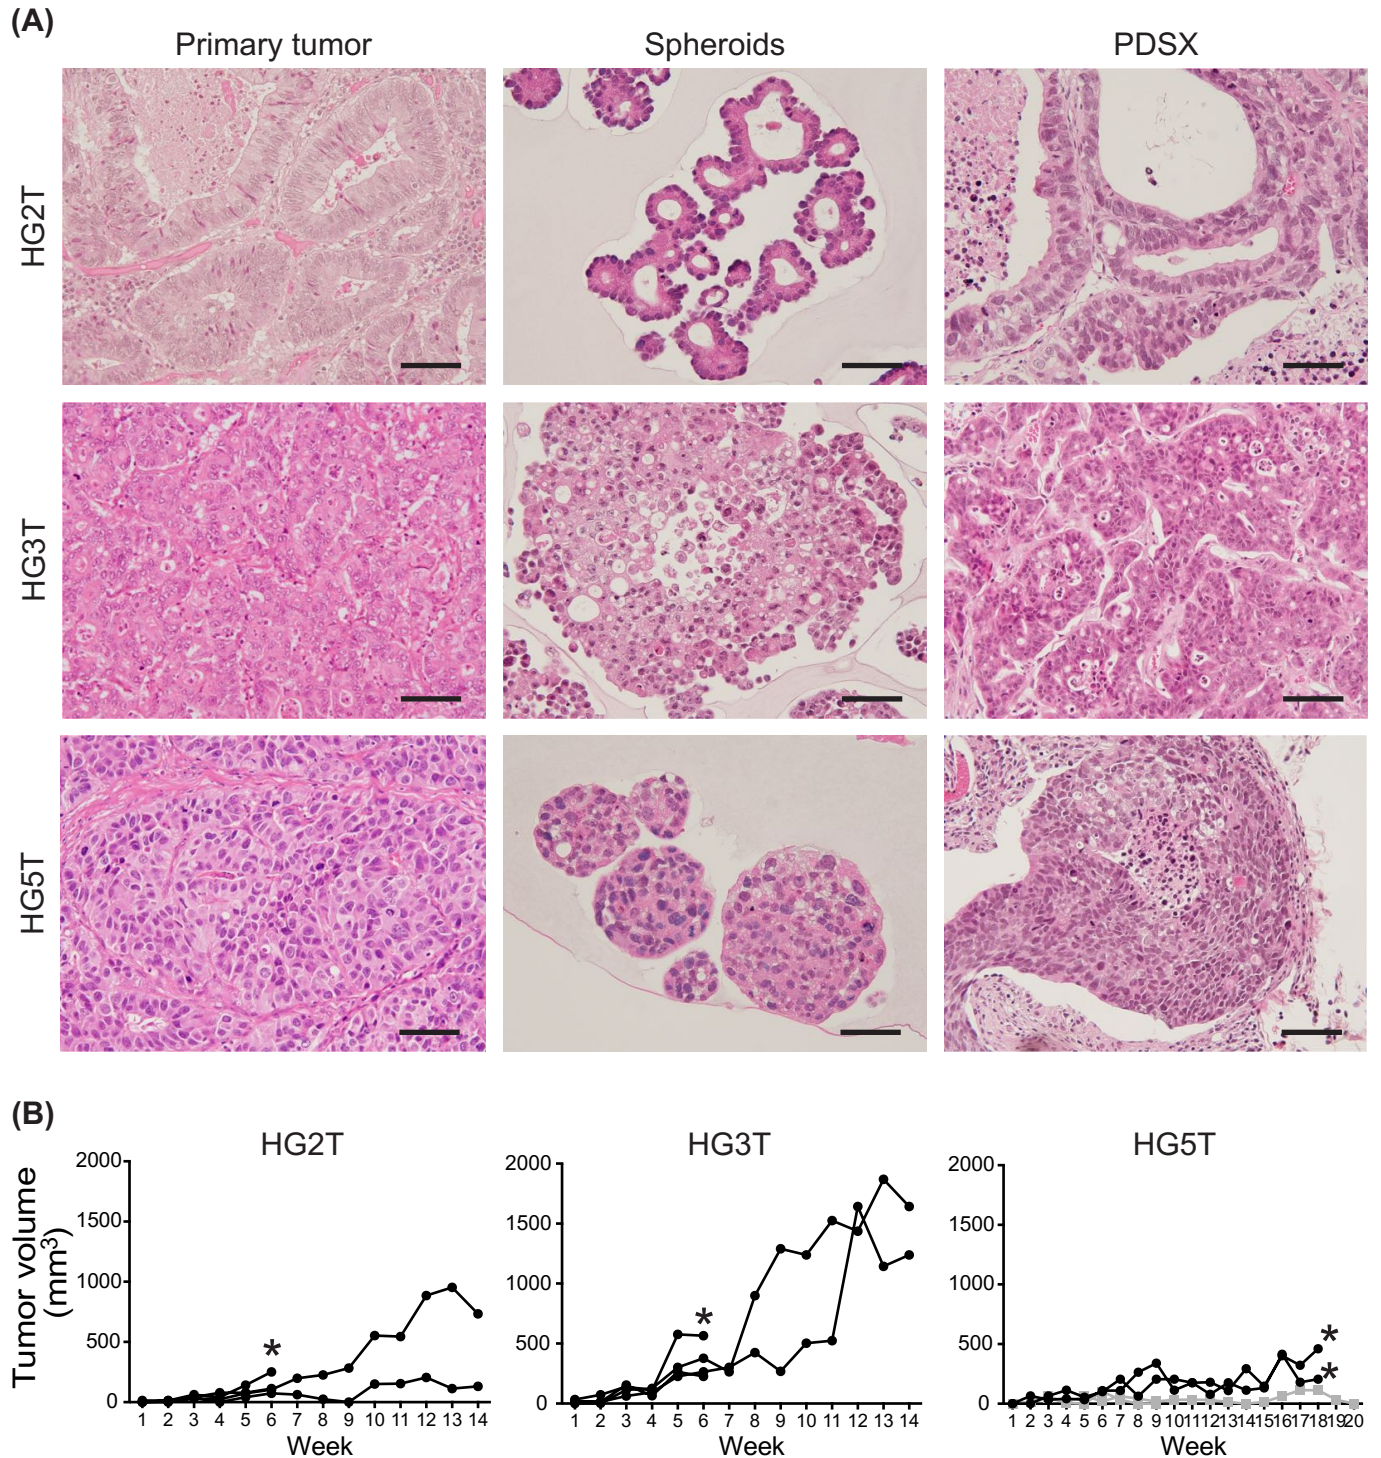 (A)
Primary tumor Spheroids PDSX
HG2T
HG3T
HG5T
(B)
HG2T HG3T HG5T
Tumor volume
(mm³)
2000
1500
1000
500
0
1 2 3 4 5 6 7 8 9 10 11 12 13 14
Week
*
2000
1500
1000
500
0
1 2 3 4 5 6 7 8 9 10 11 12 13 14
Week
*
2000
1500
1000
500
0
1 2 3 4 5 6 7 8 9 10 11 12 13 14 15 16 17 18 19 20
Week
*
*